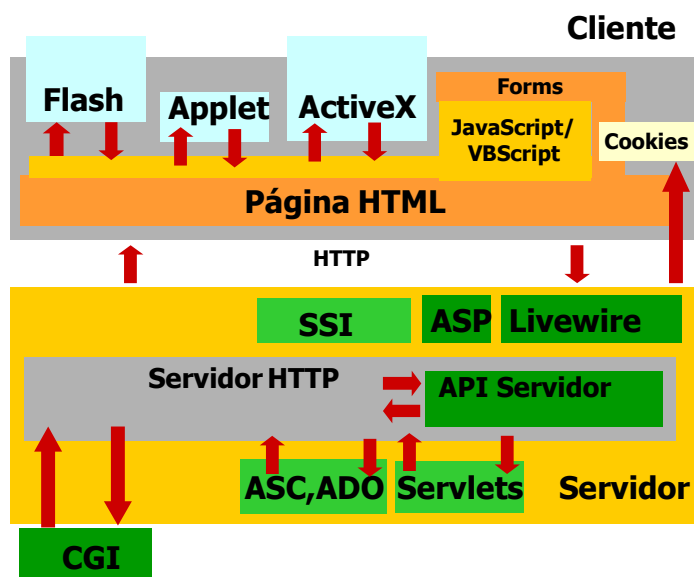 Cliente
Flash
Applet
ActiveX
Forms
JavaScript/
VBScript
Cookies
Página HTML
HTTP
SSI
ASP
Livewire
Servidor HTTP
API Servidor
ASC,ADO
Servlets
Servidor
CGI